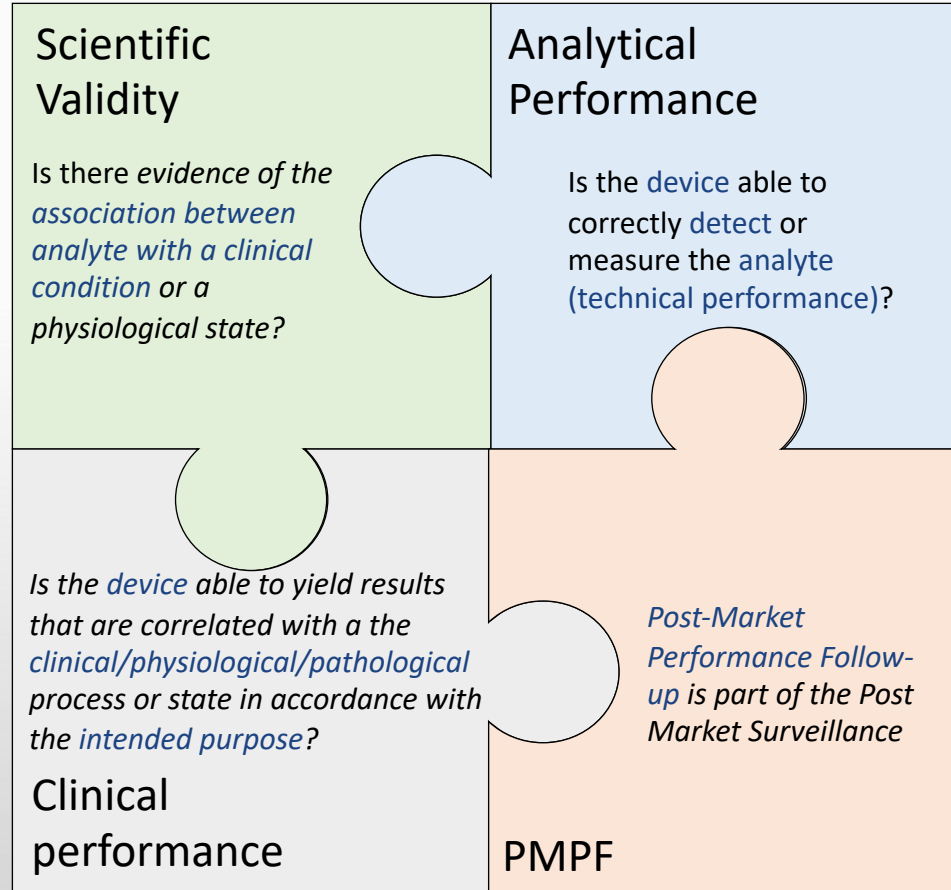 Scientific
Validity
Is there evidence of the
association between
analyte with a clinical
condition or a
physiological state?
Analytical
Performance
Is the device able to
correctly detect or
measure the analyte
(technical performance)?
Is the device able to yield results
that are correlated with a the
clinical/physiological/pathological
process or state in accordance with
the intended purpose?
Clinical
performance
Post-Market
Performance Follow-
up is part of the Post
Market Surveillance
PMPF